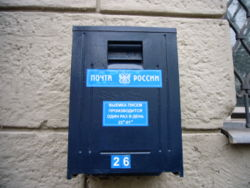 ПОЧТА РОССИИ
ВЫЕМКА ПИСЕМ
ПРОИЗВОДИТСЯ
ОДИН РАЗ В ДЕНЬ
26